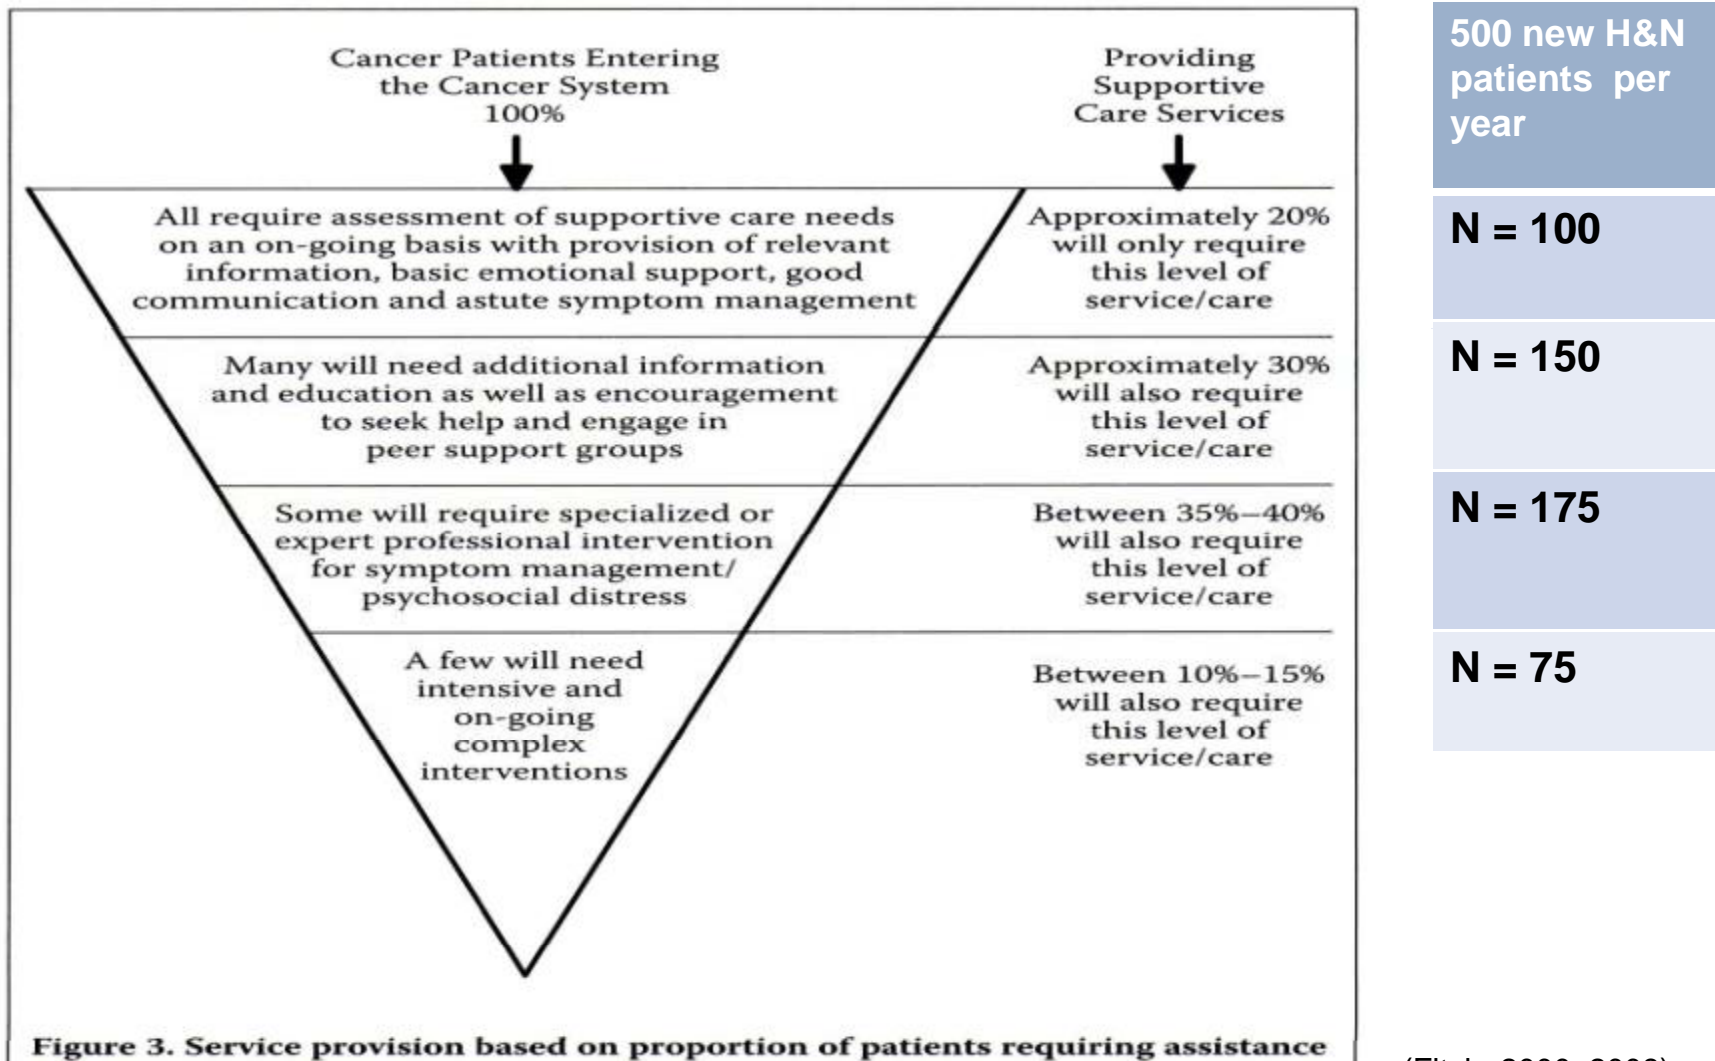 Cancer Patients Entering
the Cancer System
100%
Providing
Supportive
Care Services
All require assessment of supportive care needs
on an on-going basis with provision of relevant
information, basic emotional support, good
communication and astute symptom management
Approximately 20%
will only require
this level of
service/care
Many will need additional information
and education as well as encouragement
to seek help and engage in
peer support groups
Approximately 30%
will also require
this level of
service/care
Some will require specialized or
expert professional intervention
for symptom management/
psychosocial distress
Between 35%–40%
will also require
this level of
service/care
A few will need
intensive and
on-going
complex
interventions
Between 10%–15%
will also require
this level of
service/care
Figure 3. Service provision based on proportion of patients requiring assistance
500 new H&N
patients per
year
N = 100
N = 150
N = 175
N = 75